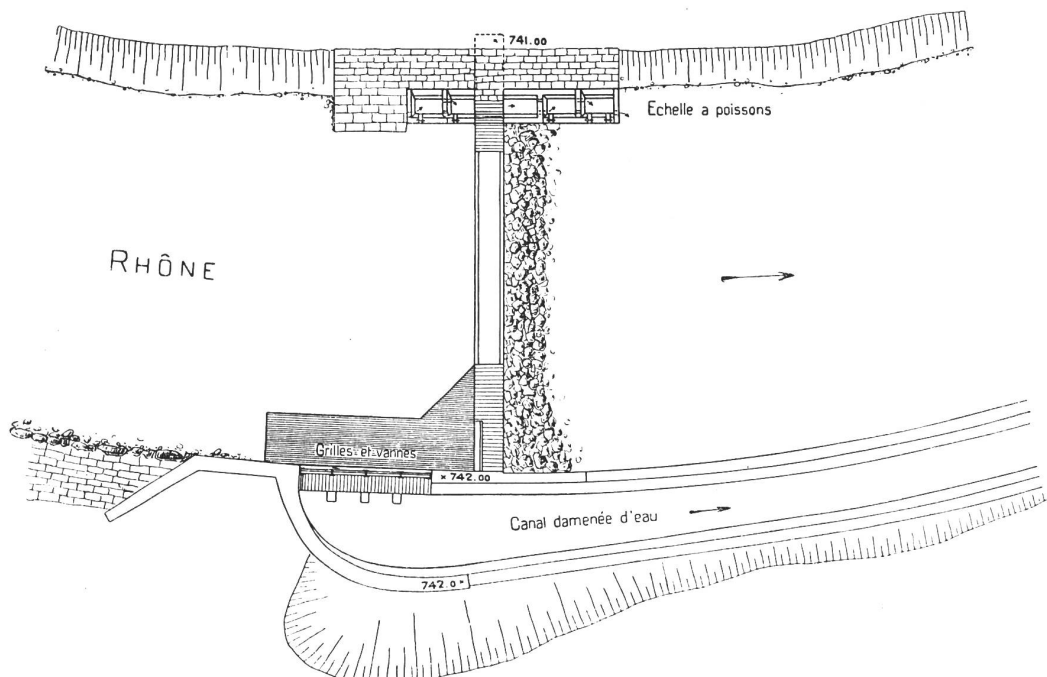 741.00
Echelle a poissons
RHÔNE
Grilles et vannes
× 742.00
Canal damenée d'eau
742.0